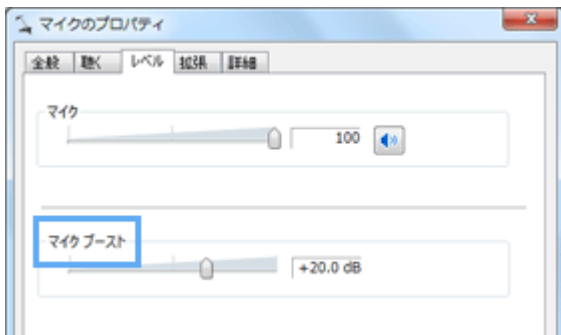 マイクのプロパティ
全般 聴く レベル 拡張 詳細
マイク
100
マイク ブースト
+20.0 dB